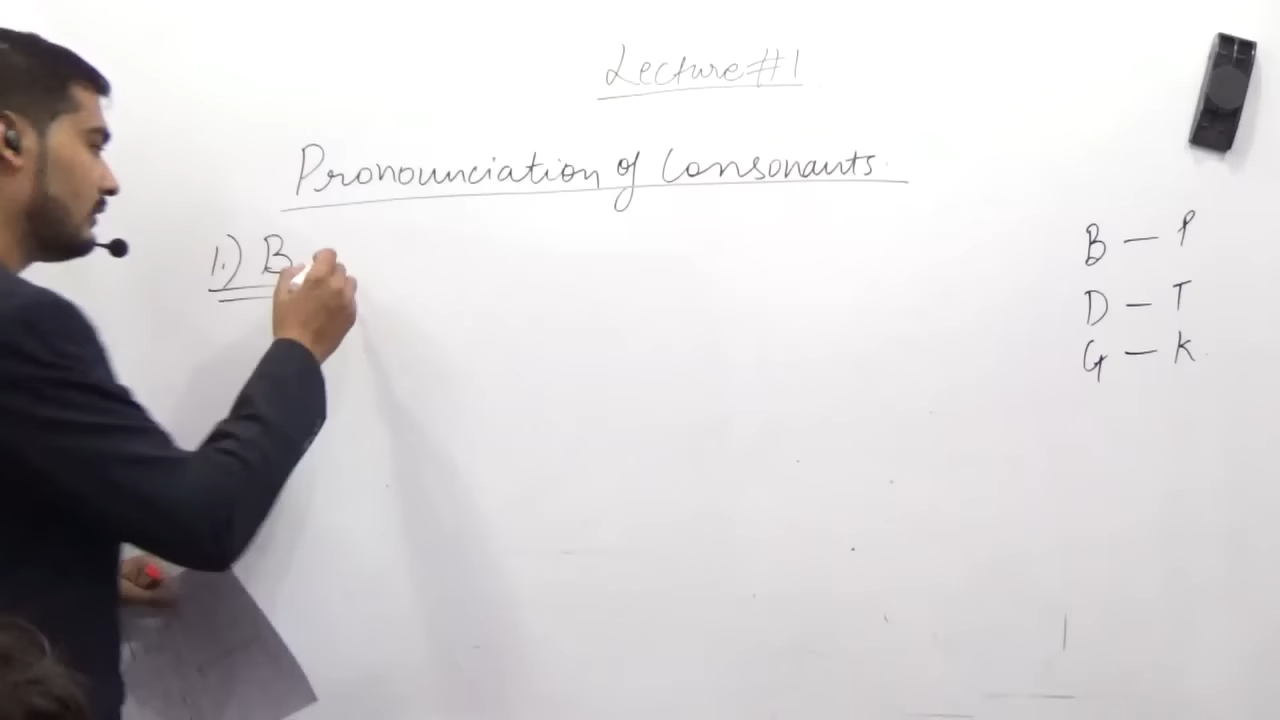 Lecture #1
Pronounciation of Consonants.
1.) B
B — P
D — T
G — K